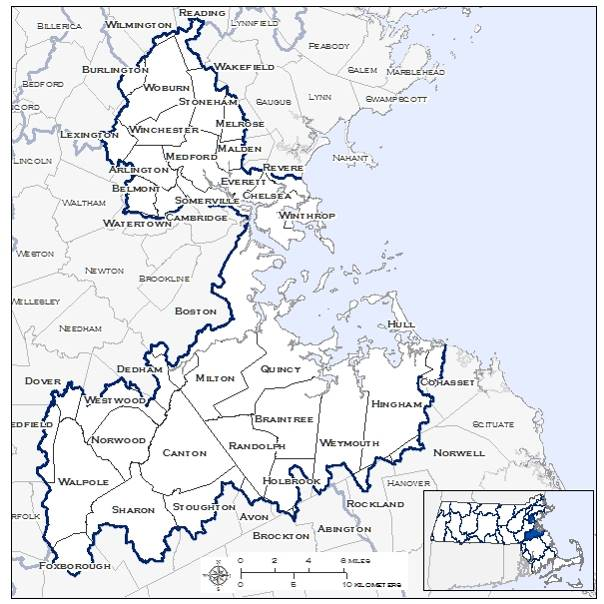 READING
BILLERICA
WILMINGTON
LYNNFIELD
PEABODY
BURLINGTON
WAKEFIELD
SALEM
MARBLEHEAD
BEDFORD
WOBURN
STONEHAM
SAUGUS
LYNN
SWAMPSCOTT
CORD
LEXINGTON
WINCHESTER
MELROSE
MALDEN
LINCOLN
MEDFORD
NAHANT
ARLINGTON
REVERE
BELMONT
EVERETT
CHELSEA
WALTHAM
SOMERVILLE
WATERTOWN
CAMBRIDGE
WINTHROP
WESTON
NEWTON
BROOKLINE
WELLESLEY
BOSTON
NEEDHAM
HULL
DOVER
DEDHAM
MILTON
QUINCY
COHASSET
WESTWOOD
HINGHAM
EDFIELD
NORWOOD
BRAINTREE
SCITUATE
CANTON
RANDOLPH
WEYMOUTH
NORWELL
WALPOLE
HOLBROOK
HANOVER
SHARON
STOUGHTON
ROCKLAND
RFOLK
AVON
ABINGTON
BROCKTON
FOXBOROUGH
0 2 4 6 MILES
0 5 10 KILOMETERS